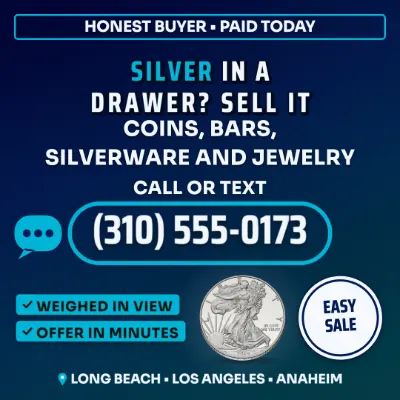 HONEST BUYER • PAID TODAY
SILVER IN A
DRAWER? SELL IT
COINS, BARS,
SILVERWARE AND JEWELRY
CALL OR TEXT
(310) 555-0173
✓ WEIGHED IN VIEW
✓ OFFER IN MINUTES
EASY
SALE
LONG BEACH • LOS ANGELES • ANAHEIM